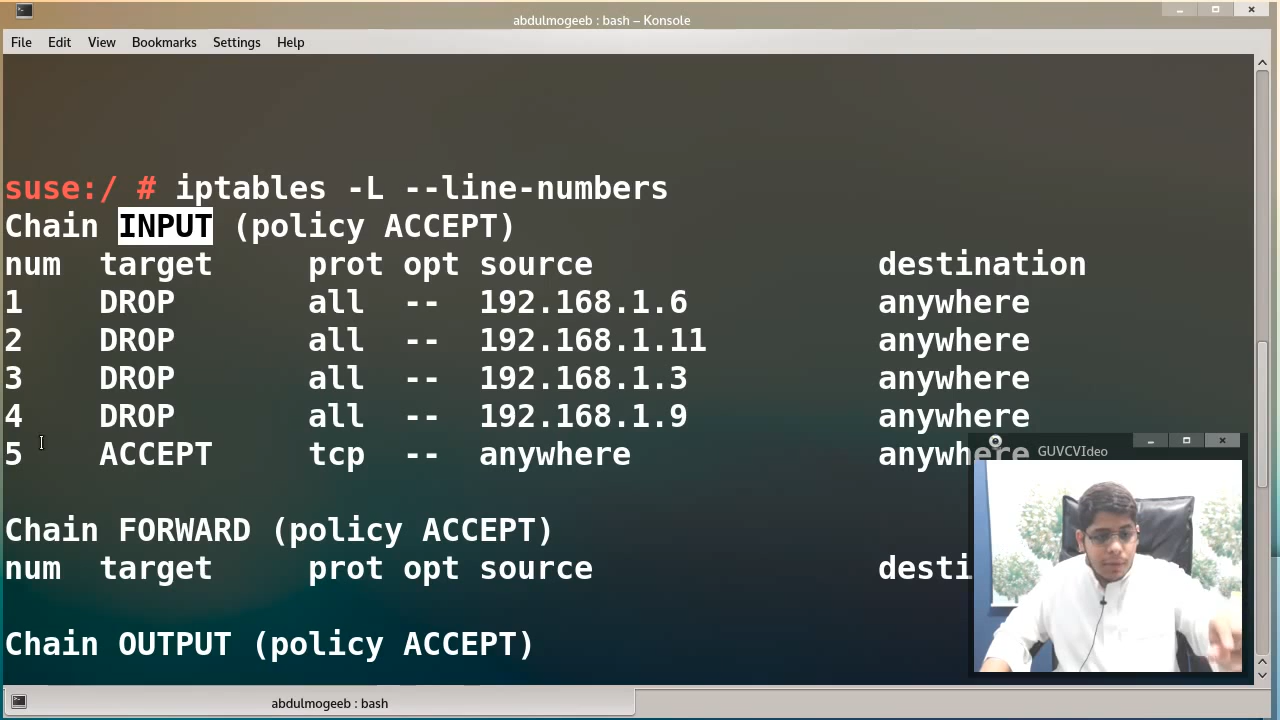 abdulmogeeb : bash – Konsole
File Edit View Bookmarks Settings Help
suse:/ # iptables -L --line-numbers
Chain INPUT (policy ACCEPT)
num target prot opt source destination
1 DROP all -- 192.168.1.6 anywhere
2 DROP all -- 192.168.1.11 anywhere
3 DROP all -- 192.168.1.3 anywhere
4 DROP all -- 192.168.1.9 anywhere
5 ACCEPT tcp -- anywhere anywhere
GUVCVIdeo
Chain FORWARD (policy ACCEPT)
num target prot opt source desti
Chain OUTPUT (policy ACCEPT)
abdulmogeeb : bash